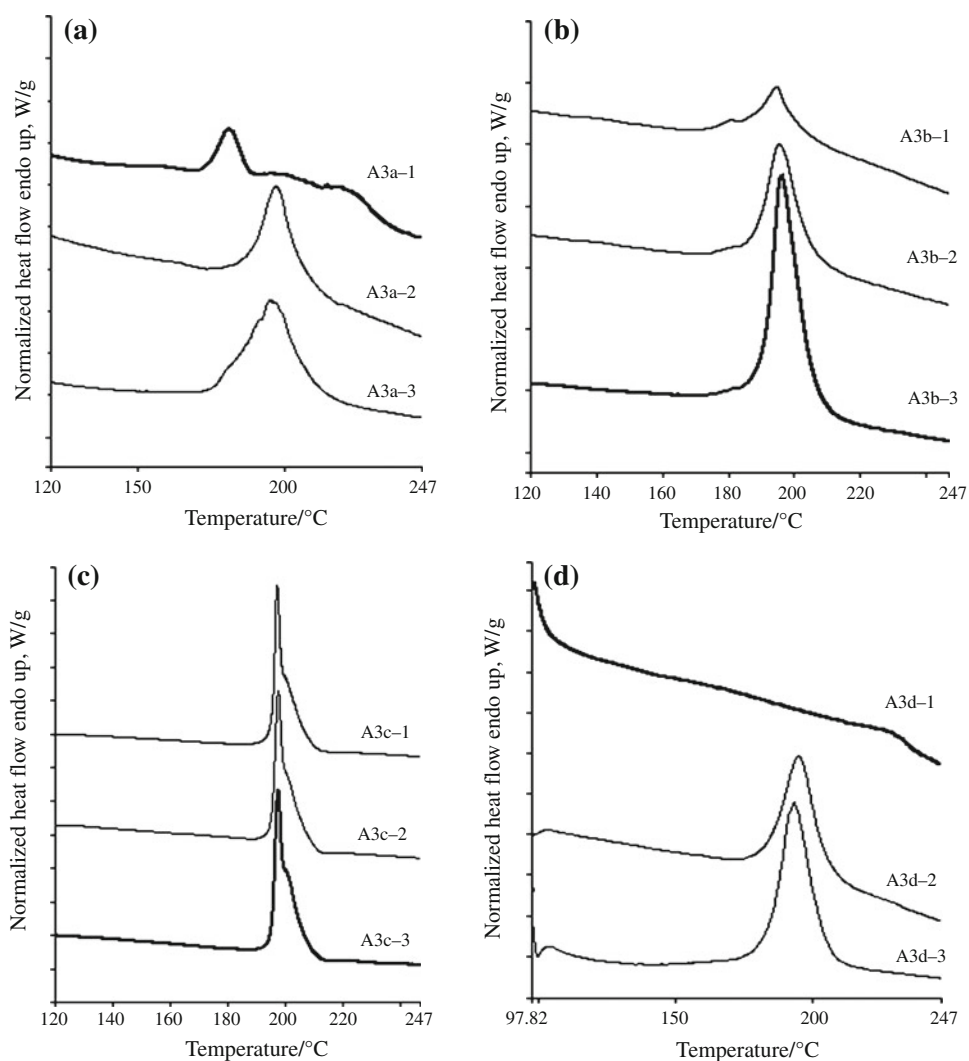 (a)
Normalized heat flow endo up, W/g
A3a–1
A3a–2
A3a–3
120 150 200 247
Temperature/°C
(b)
Normalized heat flow endo up, W/g
A3b–1
A3b–2
A3b–3
120 140 160 180 200 220 247
Temperature/°C
(c)
Normalized heat flow endo up, W/g
A3c–1
A3c–2
A3c–3
120 140 160 180 200 220 247
Temperature/°C
(d)
Normalized heat flow endo up, W/g
A3d–1
A3d–2
A3d–3
97.82 150 200 247
Temperature/°C